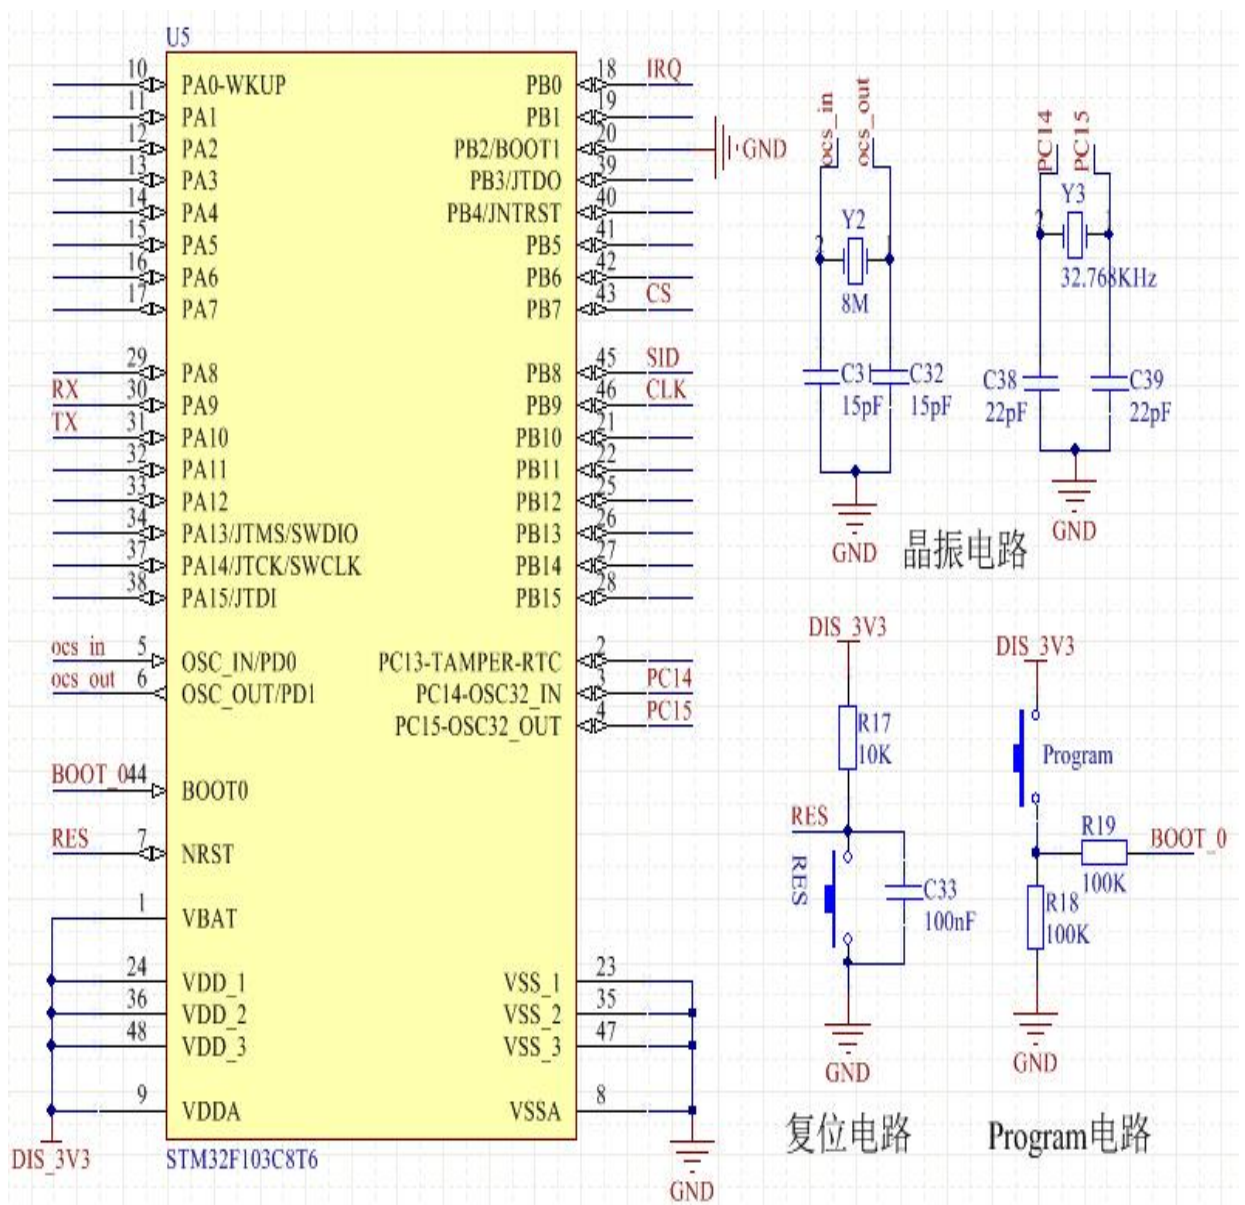 U5
10 PA0-WKUP PB0 18 IRQ
11 PA1 PB1 19
12 PA2 PB2/BOOT1 20 GND
13 PA3 PB3/JTDO 39
14 PA4 PB4/JNTRST 40
15 PA5 PB5 41
16 PA6 PB6 42
17 PA7 PB7 43 CS
29 PA8 PB8 45 SID
RX 30 PA9 PB9 46 CLK
TX 31 PA10 PB10 21
32 PA11 PB11 22
33 PA12 PB12 25
34 PA13/JTMS/SWDIO PB13 26
37 PA14/JTCK/SWCLK PB14 27
38 PA15/JTDI PB15 28
ocs_in 5 OSC_IN/PD0 PC13-TAMPER-RTC 2
ocs_out 6 OSC_OUT/PD1 PC14-OSC32_IN 3 PC14
PC15-OSC32_OUT 4 PC15
BOOT_0 44 BOOT0
RES 7 NRST
1 VBAT
24 VDD_1 VSS_1 23
36 VDD_2 VSS_2 35
48 VDD_3 VSS_3 47
9 VDDA VSSA 8
DIS_3V3
STM32F103C8T6
GND
ocs_in
ocs_out
Y2
2
1
8M
C31
15pF
C32
15pF
GND
PC14
PC15
Y3
2
1
32.768KHz
C38
22pF
C39
22pF
GND
晶振电路
DIS_3V3
R17
10K
RES
RES
C33
100nF
GND
复位电路
DIS_3V3
Program
R19
100K
BOOT_0
R18
100K
GND
Program电路